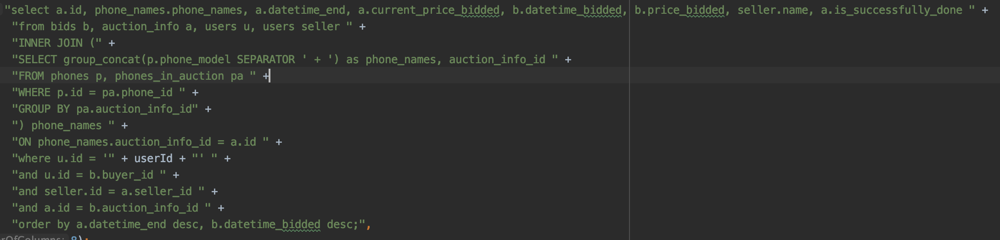 "select a.id, phone_names.phone_names, a.datetime_end, a.current_price_bidded, b.datetime_bidded, b.price_bidded, seller.name, a.is_successfully_done " +
"from bids b, auction_info a, users u, users seller " +
"INNER JOIN (" +
"SELECT group_concat(p.phone_model SEPARATOR ' + ') as phone_names, auction_info_id " +
"FROM phones p, phones_in_auction pa " +
"WHERE p.id = pa.phone_id " +
"GROUP BY pa.auction_info_id" +
") phone_names " +
"ON phone_names.auction_info_id = a.id " +
"where u.id = '" + userId + "' " +
"and u.id = b.buyer_id " +
"and seller.id = a.seller_id " +
"and a.id = b.auction_info_id " +
"order by a.datetime_end desc, b.datetime_bidded desc;",